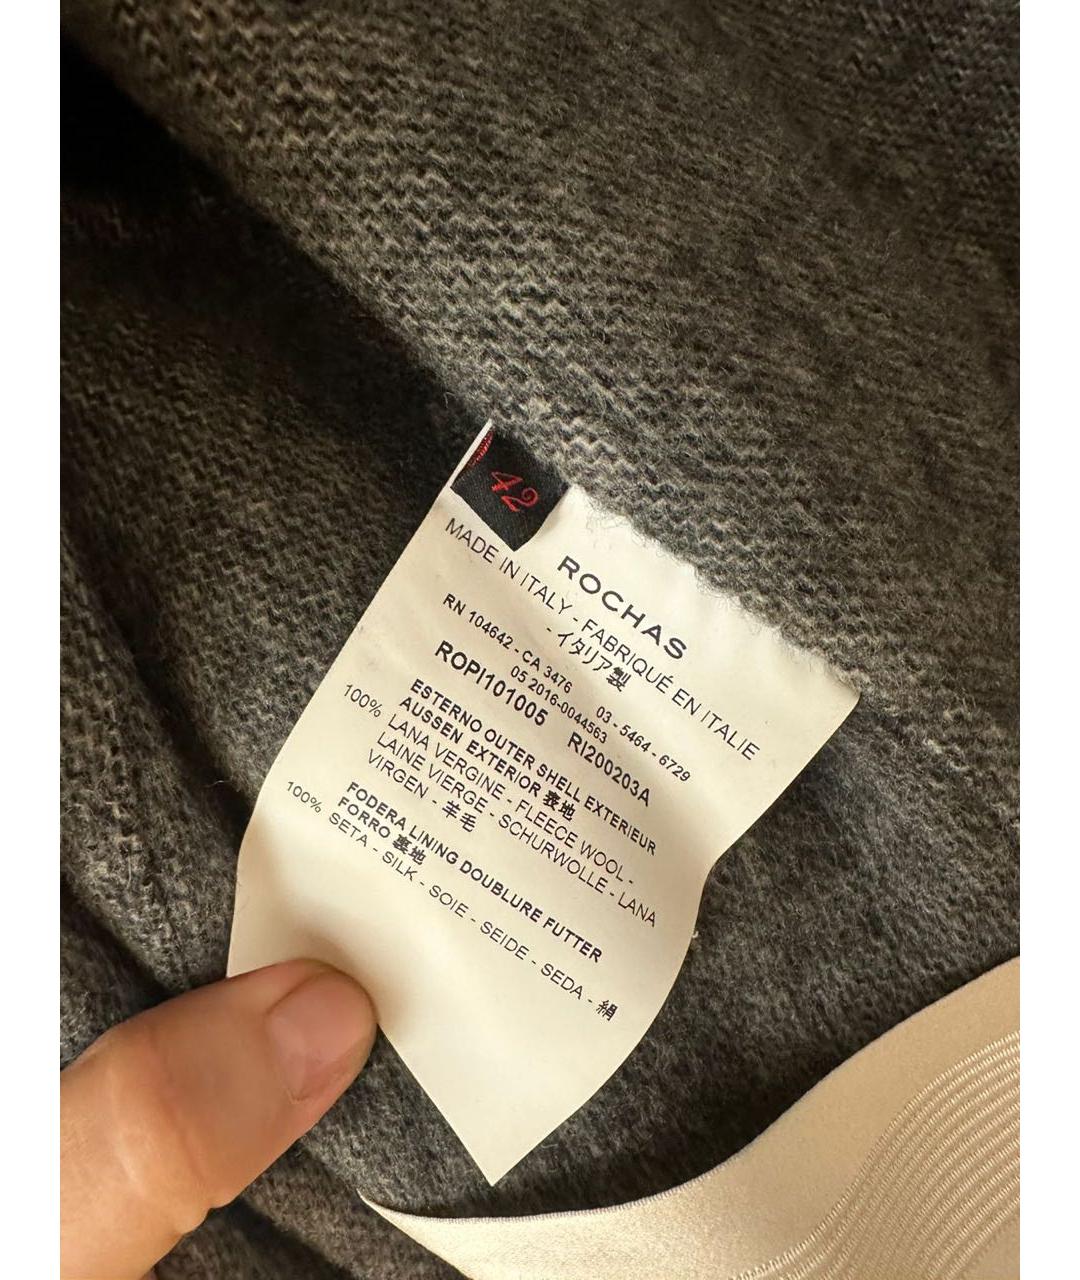 42
ROCHAS
MADE IN ITALY - FABRIQUÉ EN ITALIE
- イタリア製
RN 104642 - CA 3476 03 - 5464 - 6729
05 2016-0044563
ROPI101005 RI200203A
ESTERNO OUTER SHELL EXTERIEUR
AUSSEN EXTERIOR 表地
100% LANA VERGINE - FLEECE WOOL -
LAINE VIERGE - SCHURWOLLE - LANA
VIRGEN - 羊毛
FODERA LINING DOUBLURE FUTTER
FORRO 裏地
100% SETA - SILK - SOIE - SEIDE - SEDA - 絹